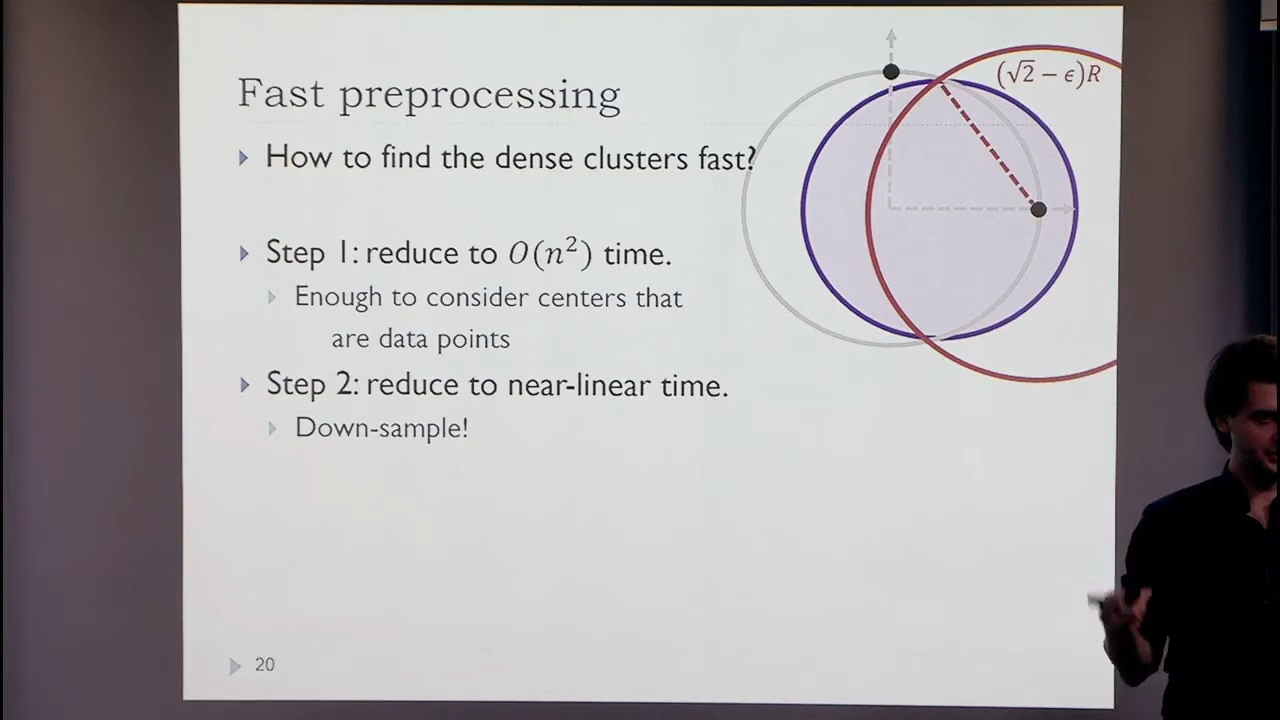 Fast preprocessing
(√2 − ϵ)R
How to find the dense clusters fast?
Step 1: reduce to O(n²) time.
Enough to consider centers that
are data points
Step 2: reduce to near-linear time.
Down-sample!
20